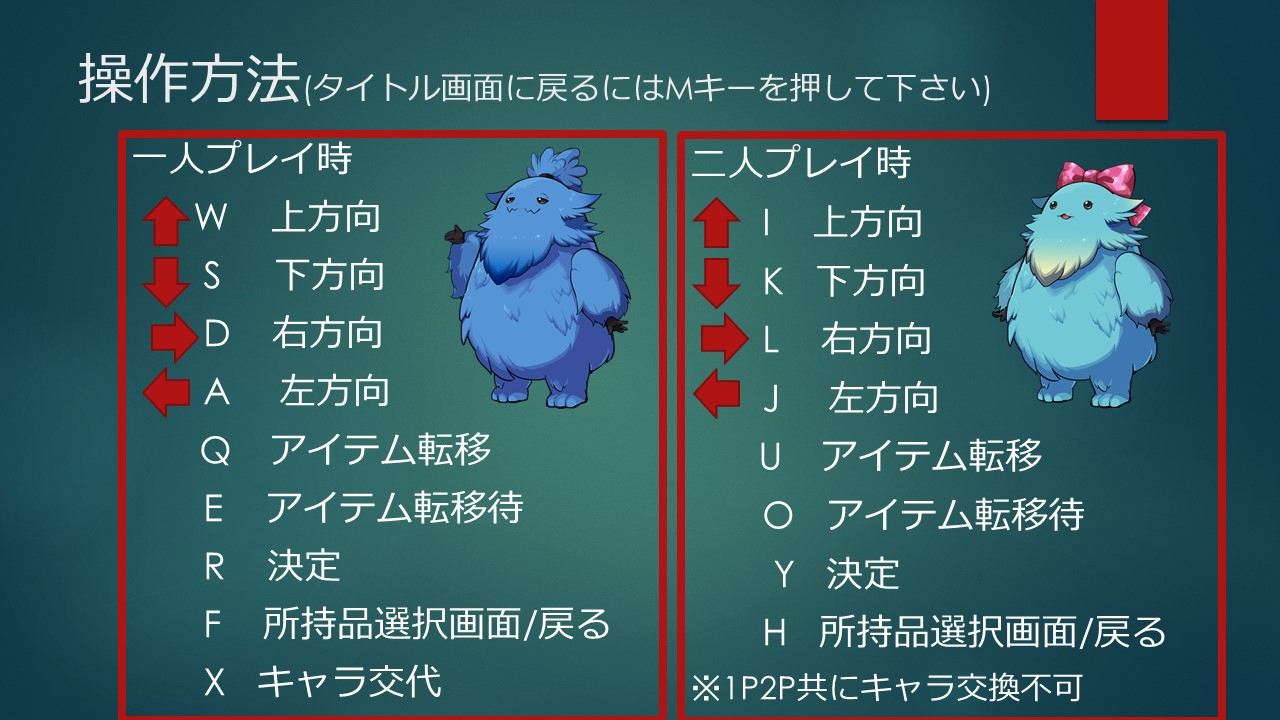 操作方法(タイトル画面に戻るにはMキーを押して下さい)
一人プレイ時
W 上方向
S 下方向
D 右方向
A 左方向
Q アイテム転移
E アイテム転移待
R 決定
F 所持品選択画面/戻る
X キャラ交代
二人プレイ時
I 上方向
K 下方向
L 右方向
J 左方向
U アイテム転移
O アイテム転移待
Y 決定
H 所持品選択画面/戻る
※1P2P共にキャラ交換不可